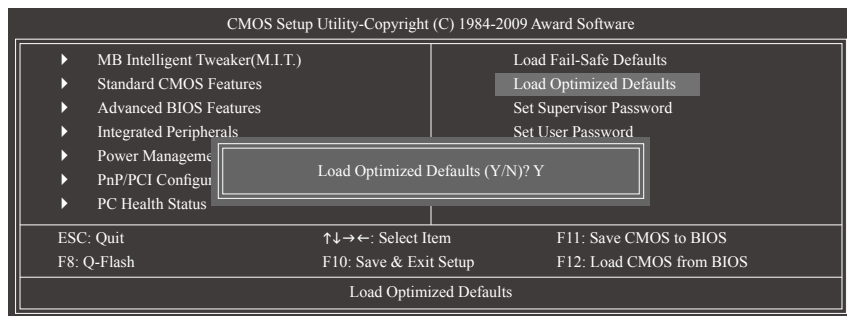 CMOS Setup Utility-Copyright (C) 1984-2009 Award Software
MB Intelligent Tweaker(M.I.T.)
Standard CMOS Features
Advanced BIOS Features
Integrated Peripherals
Power Manageme
PnP/PCI Configur
PC Health Status
Load Fail-Safe Defaults
Load Optimized Defaults
Set Supervisor Password
Set User Password
Load Optimized Defaults (Y/N)? Y
ESC: Quit ↑↓→←: Select Item F11: Save CMOS to BIOS
F8: Q-Flash F10: Save & Exit Setup F12: Load CMOS from BIOS
Load Optimized Defaults